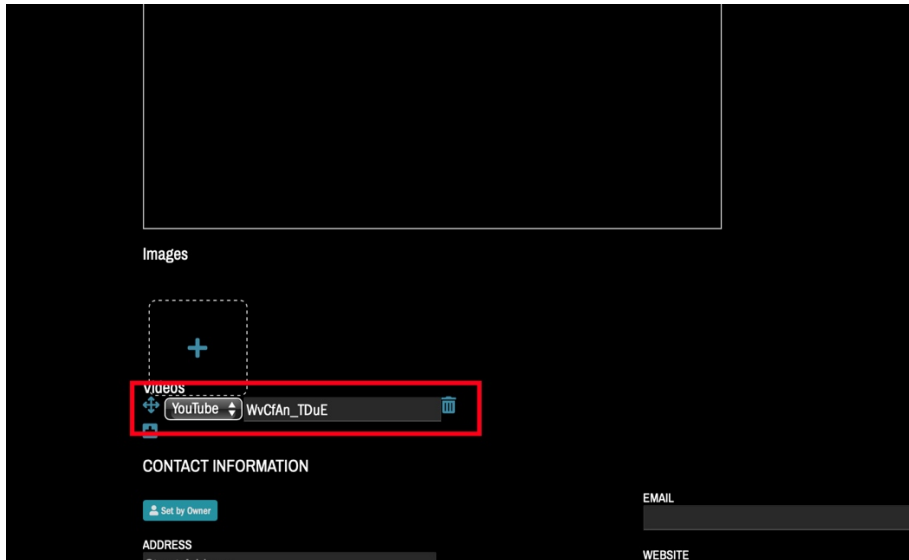 Images
Videos
YouTube WvCfAn_TDuE
CONTACT INFORMATION
Set by Owner
EMAIL
ADDRESS
WEBSITE